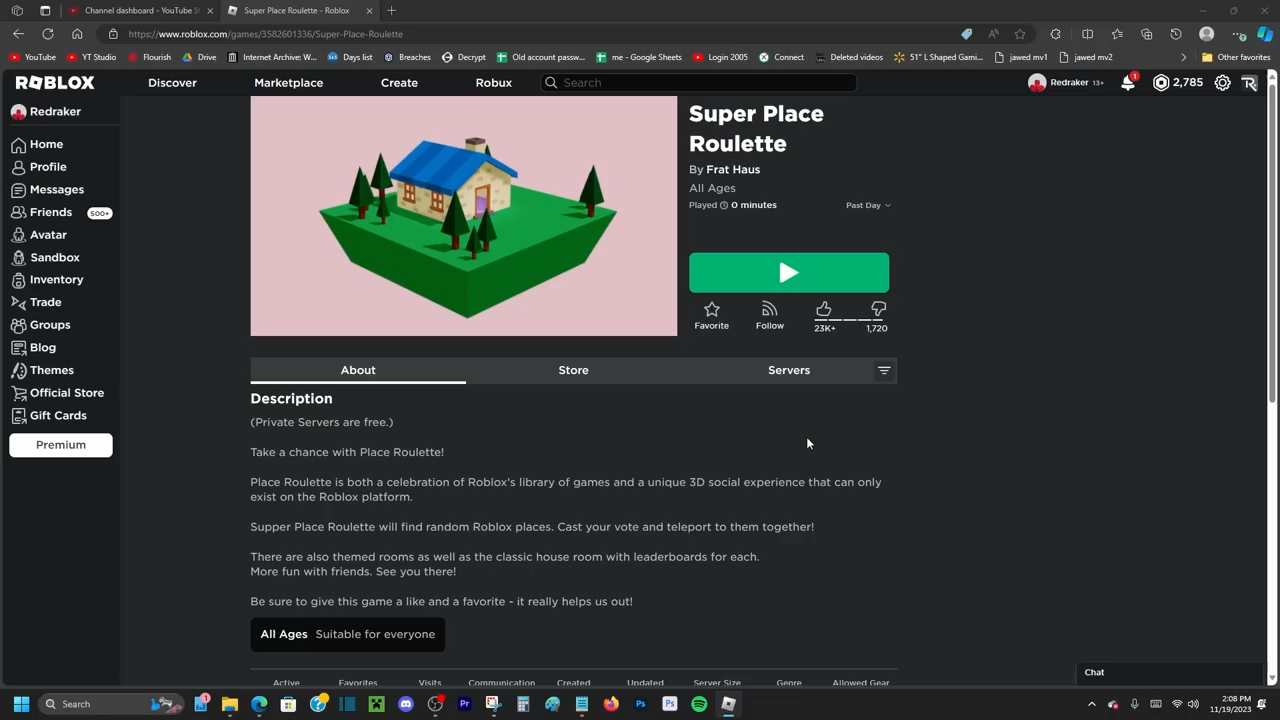 Channel dashboard - YouTube S
Super Place Roulette - Roblox
https://www.roblox.com/games/3582601336/Super-Place-Roulette
YouTube
YT Studio
Flourish
Drive
Internet Archive: W...
Days list
Breaches
Decrypt
Old account passw...
me - Google Sheets
Login 2005
Connect
Deleted videos
51" L Shaped Gami...
jawed mv1
jawed mv2
Other favorites
ROBLOX
Discover
Marketplace
Create
Robux
Search
Redraker 13+
1
2,785
Redraker
Home
Profile
Messages
Friends 500+
Avatar
Sandbox
Inventory
Trade
Groups
Blog
Themes
Official Store
Gift Cards
Premium
Super Place
Roulette
By Frat Haus
All Ages
Played 0 minutes
Past Day
Favorite
Follow
23K+
1,720
About
Store
Servers
Description
(Private Servers are free.)
Take a chance with Place Roulette!
Place Roulette is both a celebration of Roblox's library of games and a unique 3D social experience that can only
exist on the Roblox platform.
Supper Place Roulette will find random Roblox places. Cast your vote and teleport to them together!
There are also themed rooms as well as the classic house room with leaderboards for each.
More fun with friends. See you there!
Be sure to give this game a like and a favorite - it really helps us out!
All Ages Suitable for everyone
Active
Favorites
Visits
Communication
Created
Updated
Server Size
Genre
Allowed Gear
Chat
Search
2:08 PM
11/19/2023